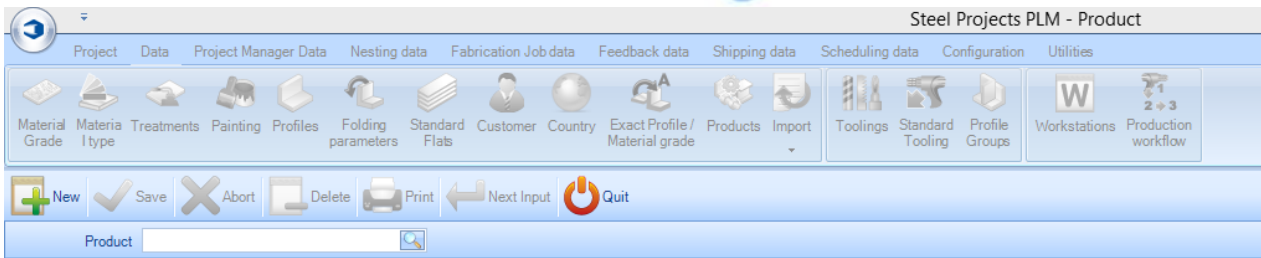 Steel Projects PLM - Product
Project Data Project Manager Data Nesting data Fabrication Job data Feedback data Shipping data Scheduling data Configuration Utilities
Material Materia Treatments Painting Profiles Folding Standard Customer Country Exact Profile / Products Import Toolings Standard Profile Workstations Production
Grade l type parameters Flats Material grade Tooling Groups workflow
New Save Abort Delete Print Next Input Quit
Product